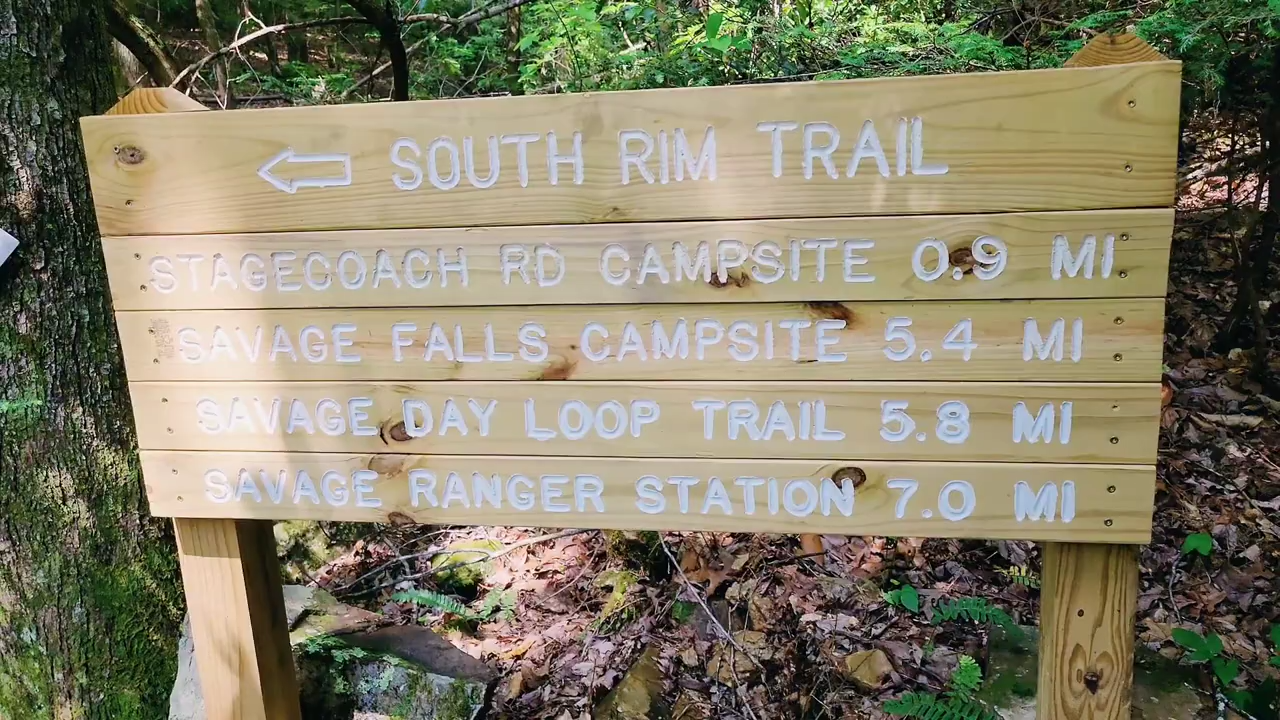 SOUTH RIM TRAIL
STAGECOACH RD CAMPSITE 0.9 MI
SAVAGE FALLS CAMPSITE 5.4 MI
SAVAGE DAY LOOP TRAIL 5.8 MI
SAVAGE RANGER STATION 7.0 MI